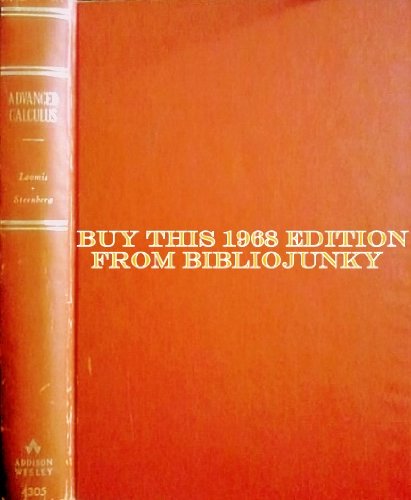 ADVANCED
CALCULUS
Loomis
+
Sternberg
ADDISON
WESLEY
4305
BUY THIS 1968 EDITION
FROM BIBLIOJUNKY